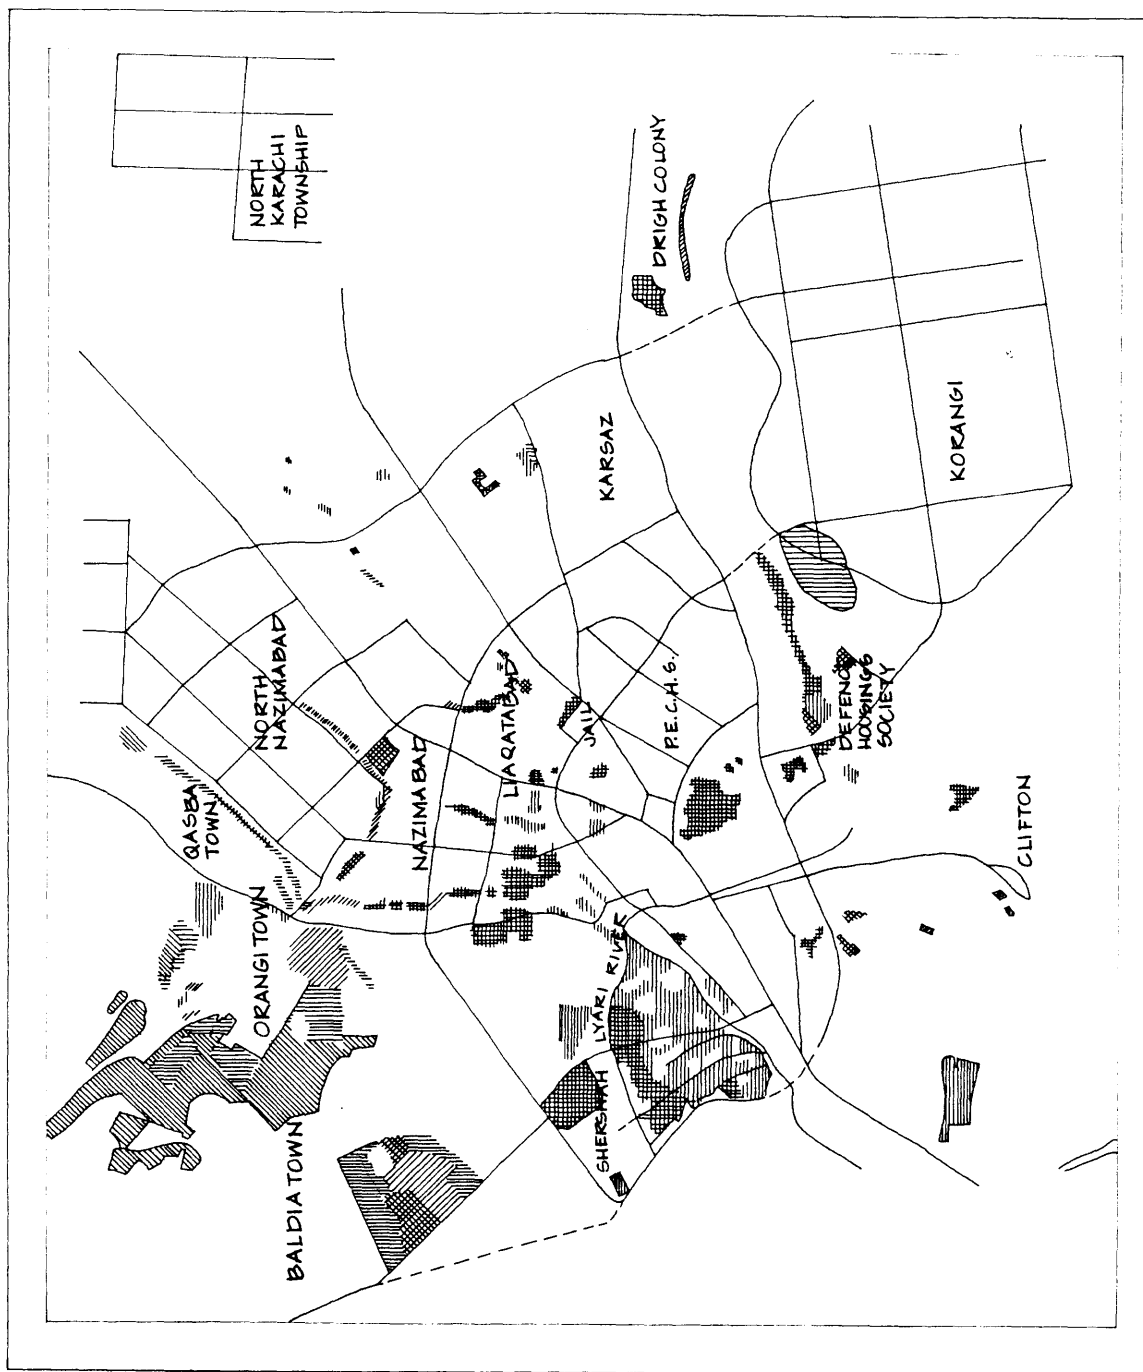 NORTH
KARACHI
TOWNSHIP
DRIGH COLONY
KORANGI
KARSAZ
NORTH
NAZIMABAD
LIAQATABAD
JAIL
P.E.C.H.S.
DEFENCE
HOUSINGS
SOCIETY
NAZIMABAD
QASBA
TOWN
CLIFTON
ORANGI TOWN
LYARI RIVER
SHERSHAH
BALDIA TOWN